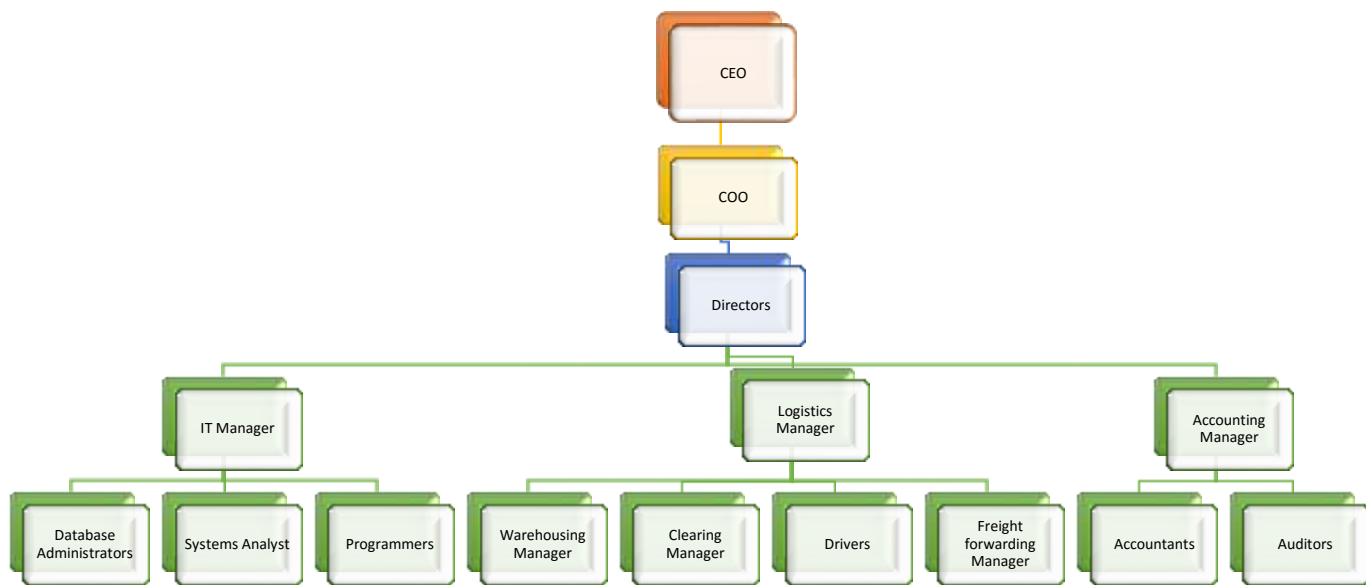 CEO
COO
Directors
IT Manager
Logistics
Manager
Accounting
Manager
Database
Administrators
Systems Analyst
Programmers
Warehousing
Manager
Clearing
Manager
Drivers
Freight
forwarding
Manager
Accountants
Auditors